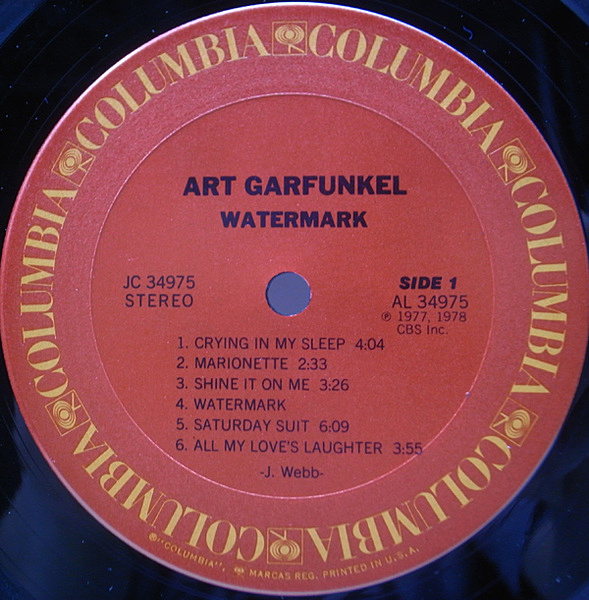 COLUMBIA COLUMBIA COLUMBIA COLUMBIA COLUMBIA COLUMBIA
ART GARFUNKEL
WATERMARK
JC 34975
STEREO
SIDE 1
AL 34975
℗ 1977, 1978
CBS Inc.
1. CRYING IN MY SLEEP 4:04
2. MARIONETTE 2:33
3. SHINE IT ON ME 3:26
4. WATERMARK
5. SATURDAY SUIT 6:09
6. ALL MY LOVE'S LAUGHTER 3:55
-J. Webb-
®"COLUMBIA", MARCAS REG. PRINTED IN U.S.A.